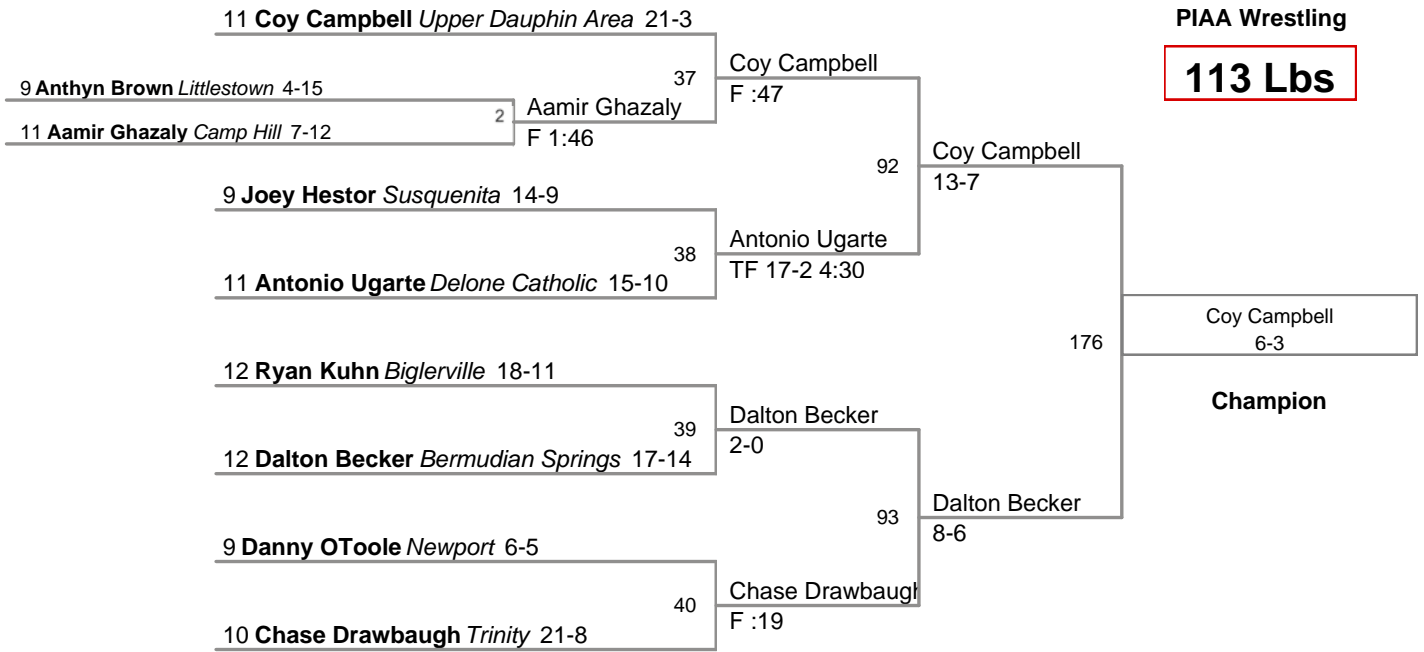 11 Coy Campbell Upper Dauphin Area 21-3
PIAA Wrestling
113 Lbs
37
Coy Campbell
F :47
9 Anthyn Brown Littlestown 4-15
2
Aamir Ghazaly
F 1:46
11 Aamir Ghazaly Camp Hill 7-12
92
Coy Campbell
13-7
9 Joey Hestor Susquenita 14-9
38
Antonio Ugarte
TF 17-2 4:30
11 Antonio Ugarte Delone Catholic 15-10
176
Coy Campbell
6-3
Champion
12 Ryan Kuhn Biglerville 18-11
39
Dalton Becker
2-0
12 Dalton Becker Bermudian Springs 17-14
93
Dalton Becker
8-6
9 Danny OToole Newport 6-5
40
Chase Drawbaugh
F :19
10 Chase Drawbaugh Trinity 21-8